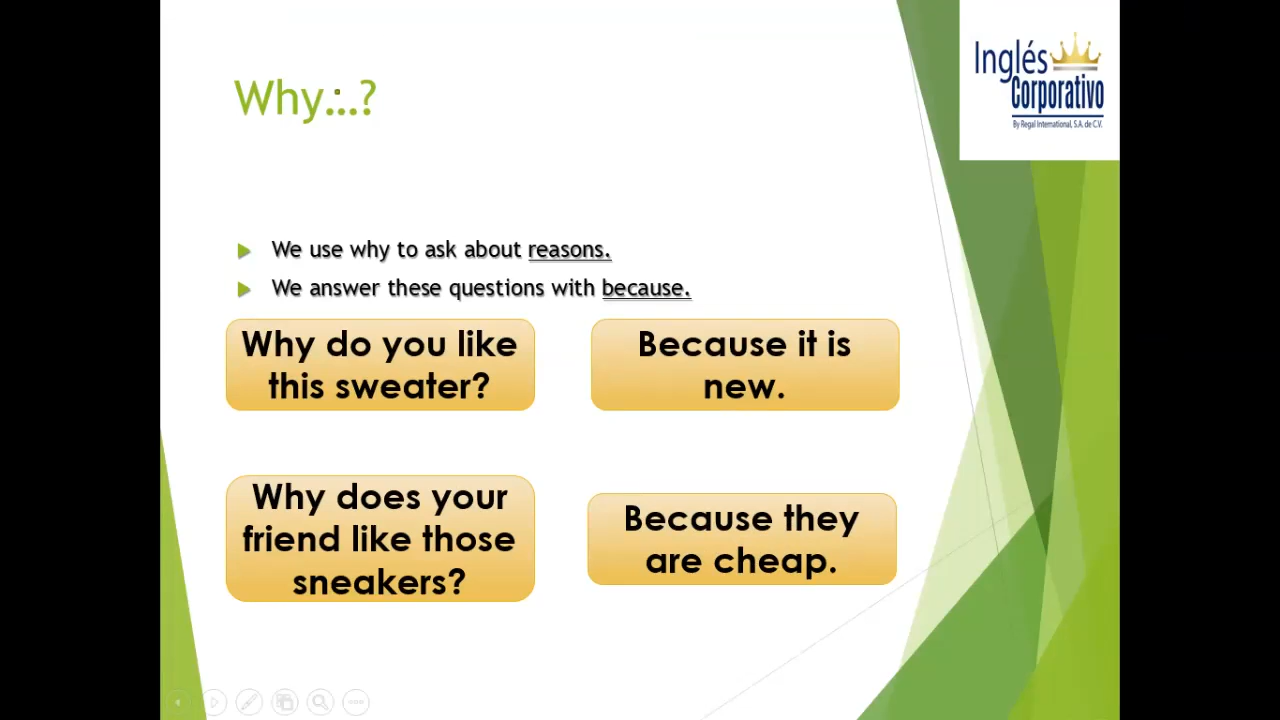 Inglés
Corporativo
By Regal International, S.A. de C.V.
Why...?
We use why to ask about reasons.
We answer these questions with because.
Why do you like
this sweater?
Because it is
new.
Why does your
friend like those
sneakers?
Because they
are cheap.